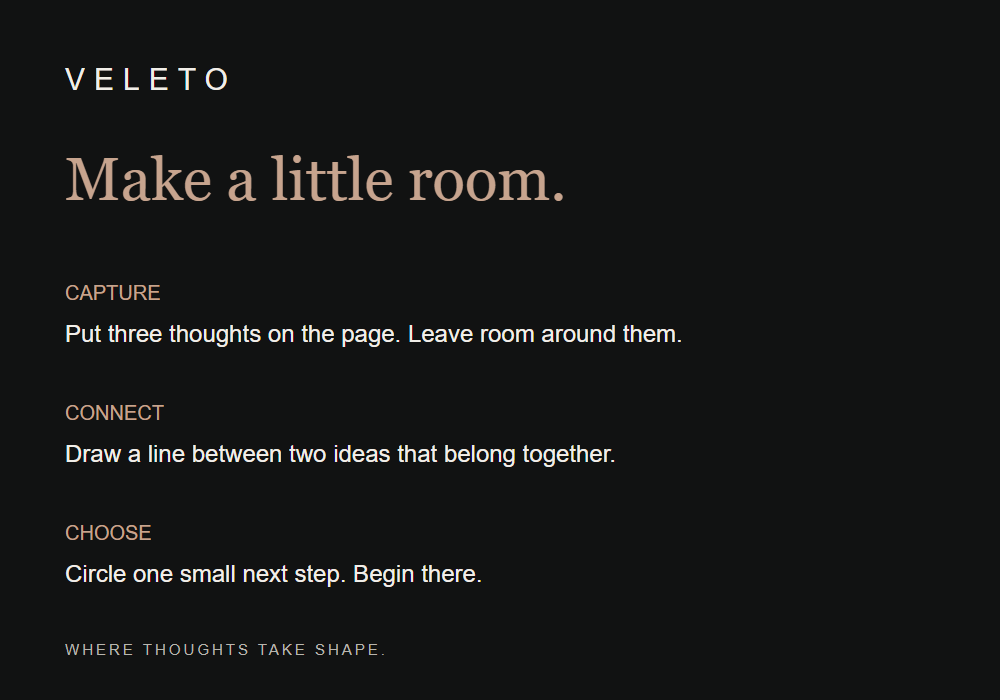 VELETO
Make a little room.
CAPTURE
Put three thoughts on the page. Leave room around them.
CONNECT
Draw a line between two ideas that belong together.
CHOOSE
Circle one small next step. Begin there.
WHERE THOUGHTS TAKE SHAPE.